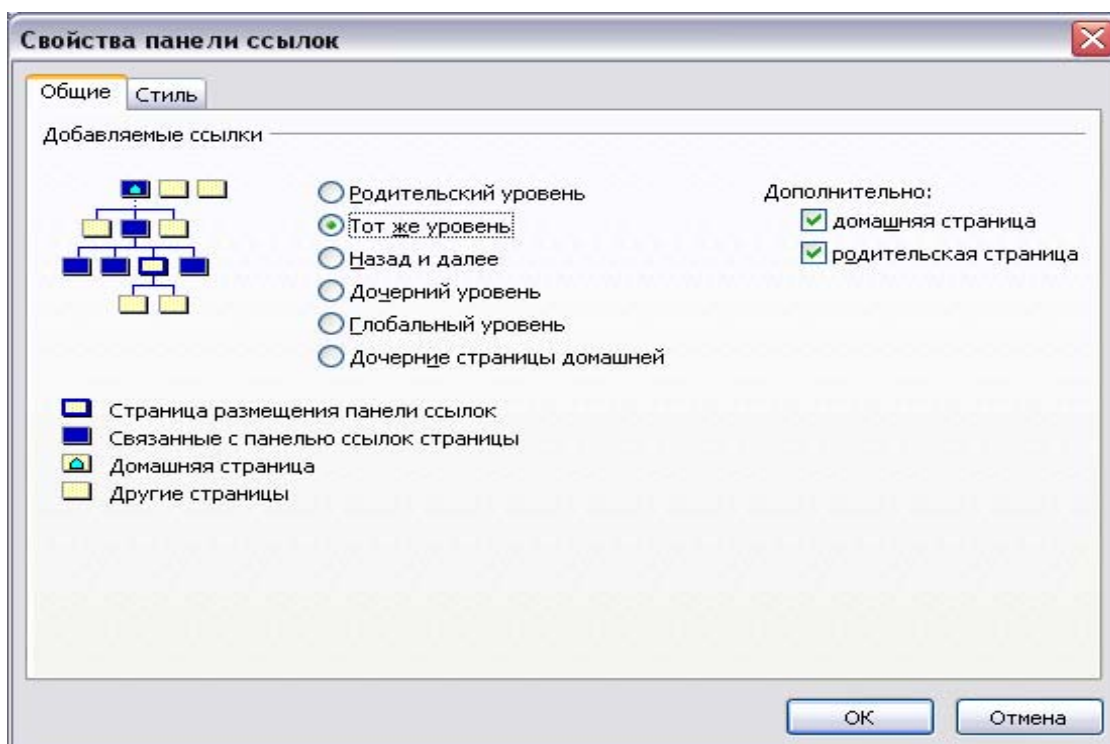 Свойства панели ссылок
Общие
Стиль
Добавляемые ссылки
Родительский уровень
Тот же уровень
Назад и далее
Дочерний уровень
Глобальный уровень
Дочерние страницы домашней
Дополнительно:
домашняя страница
родительская страница
Страница размещения панели ссылок
Связанные с панелью ссылок страницы
Домашняя страница
Другие страницы
ОК
Отмена